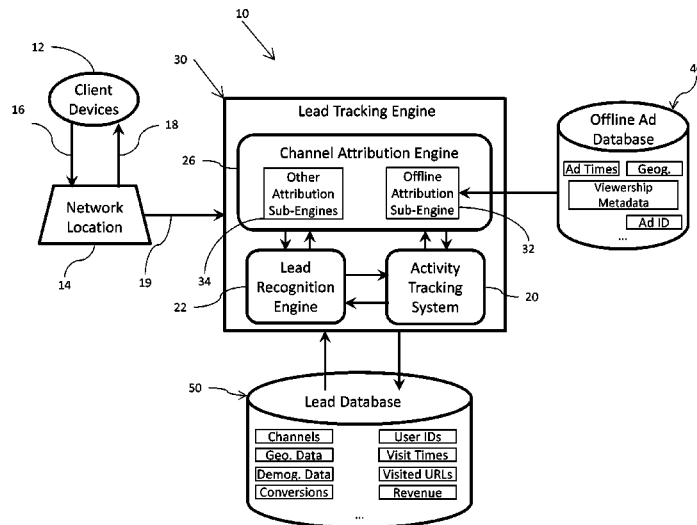 10
12
Client
Devices
16
18
Network
Location
14
19
30
Lead Tracking Engine
26
Channel Attribution Engine
Other
Attribution
Sub-Engines
Offline
Attribution
Sub-Engine
34
32
Lead
Recognition
Engine
22
Activity
Tracking
System
20
Offline Ad
Database
Ad Times
Geog.
Viewership
Metadata
Ad ID
...
50
Lead Database
Channels
User IDs
Geo. Data
Visit Times
Demog. Data
Visited URLs
Conversions
Revenue
...